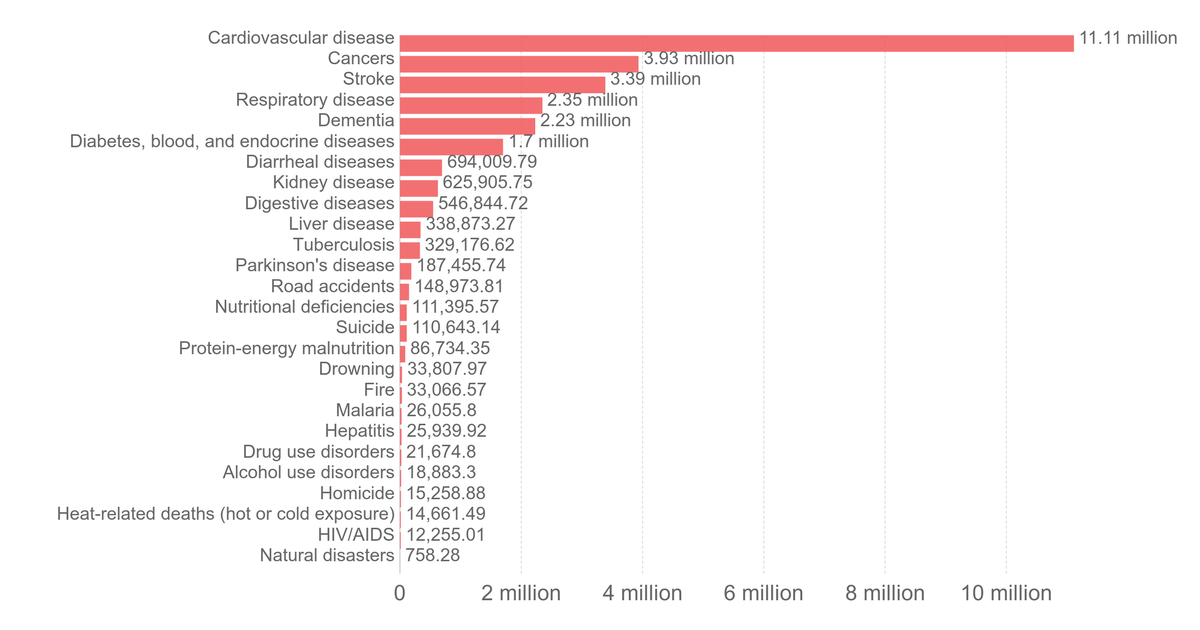 Cardiovascular disease 11.11 million
Cancers 3.93 million
Stroke 3.39 million
Respiratory disease 2.35 million
Dementia 2.23 million
Diabetes, blood, and endocrine diseases 1.7 million
Diarrheal diseases 694,009.79
Kidney disease 625,905.75
Digestive diseases 546,844.72
Liver disease 338,873.27
Tuberculosis 329,176.62
Parkinson's disease 187,455.74
Road accidents 148,973.81
Nutritional deficiencies 111,395.57
Suicide 110,643.14
Protein-energy malnutrition 86,734.35
Drowning 33,807.97
Fire 33,066.57
Malaria 26,055.8
Hepatitis 25,939.92
Drug use disorders 21,674.8
Alcohol use disorders 18,883.3
Homicide 15,258.88
Heat-related deaths (hot or cold exposure) 14,661.49
HIV/AIDS 12,255.01
Natural disasters 758.28
0 2 million 4 million 6 million 8 million 10 million